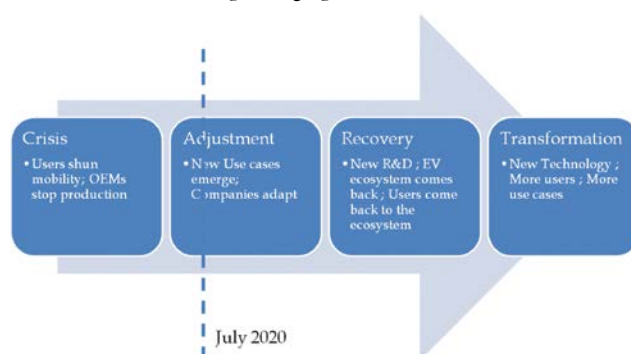 Crisis
• Users shun
mobility; OEMs
stop production
Adjustment
• New Use cases
emerge;
Companies adapt
Recovery
• New R&D ; EV
ecosystem comes
back ; Users come
back to the
ecosystem
Transformation
• New Technology ;
More users ; More
use cases
July 2020